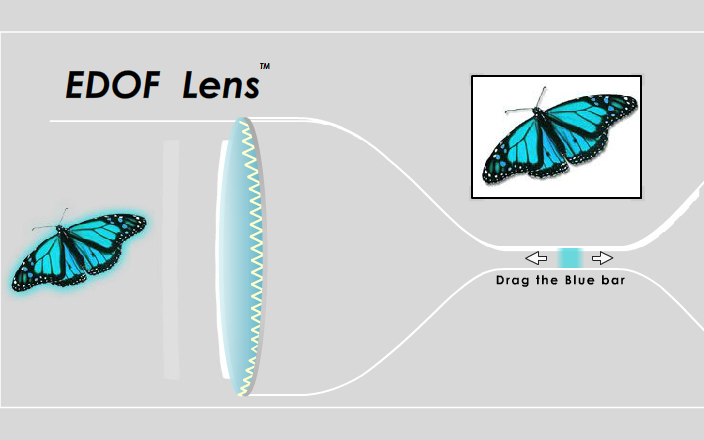 EDOF Lens™
Drag the Blue bar